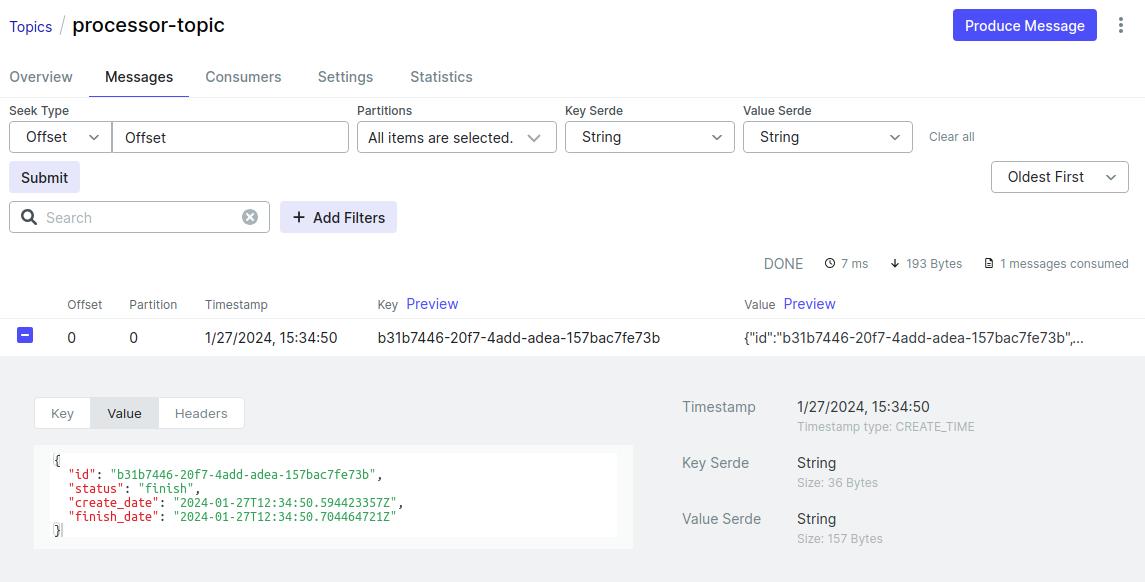 Topics / processor-topic
Produce Message
Overview Messages Consumers Settings Statistics
Seek Type Partitions Key Serde Value Serde
Offset Offset All items are selected. String String Clear all
Submit Oldest First
Search + Add Filters
DONE 7 ms 193 Bytes 1 messages consumed
Offset Partition Timestamp Key Preview Value Preview
0 0 1/27/2024, 15:34:50 b31b7446-20f7-4add-adea-157bac7fe73b {"id":"b31b7446-20f7-4add-adea-157bac7fe73b",...
Key Value Headers
{
"id": "b31b7446-20f7-4add-adea-157bac7fe73b",
"status": "finish",
"create_date": "2024-01-27T12:34:50.594423357Z",
"finish_date": "2024-01-27T12:34:50.704464721Z"
}
Timestamp 1/27/2024, 15:34:50
Timestamp type: CREATE_TIME
Key Serde String
Size: 36 Bytes
Value Serde String
Size: 157 Bytes